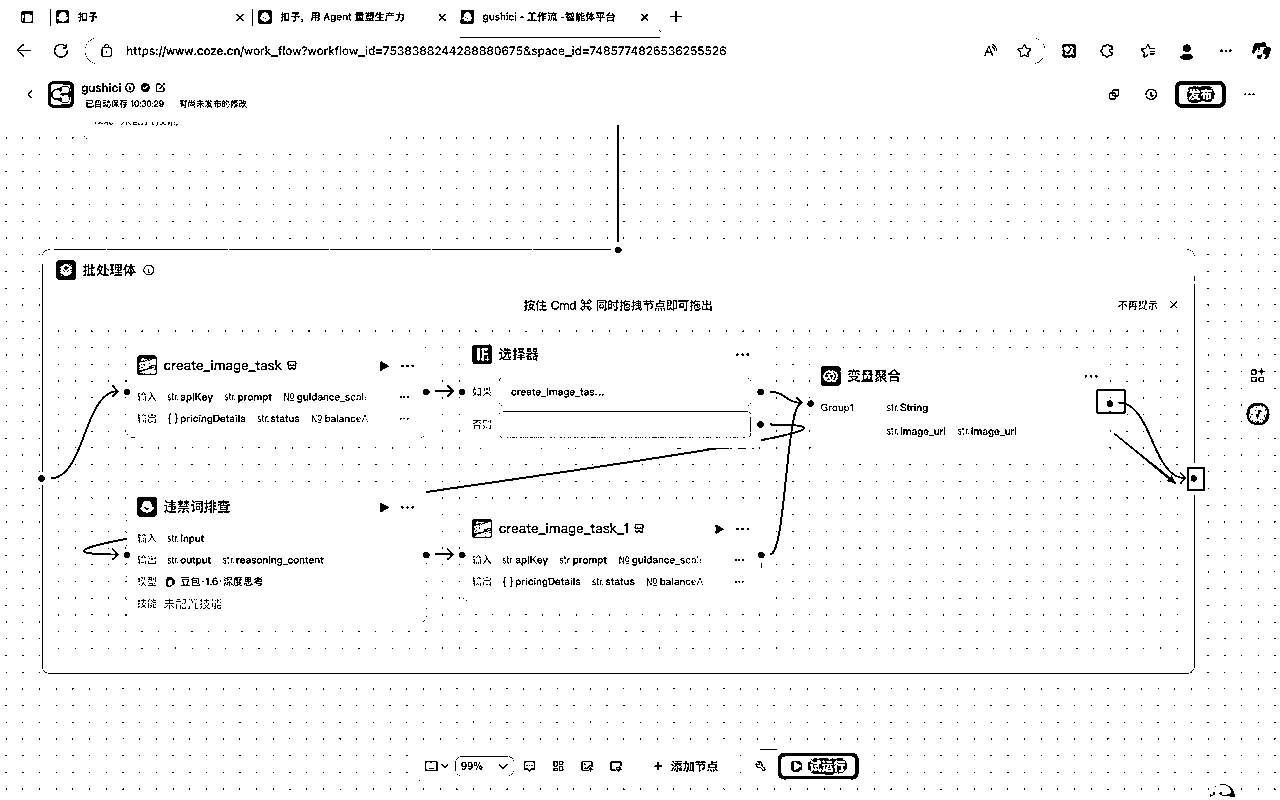 扣子
扣子，用 Agent 重塑生产力
gushici - 工作流 - 智能体平台
https://www.coze.cn/work_flow?workflow_id=7538388244288880675&space_id=7485774826536255526
gushici
已自动保存 10:30:29 有尚未发布的修改
发布
批处理体
按住 Cmd ⌘ 同时拖拽节点即可拖出
不再提示
create_image_task
输入 str.apiKey str.prompt guidance_scal
输出 { } pricingDetails str.status balanceA
选择器
如果 create_image_tas...
否则
变量聚合
Group1 str.String
str.image_url str.image_url
违禁词排查
输入 str.input
输出 str.output str.reasoning_content
模型 豆包·1.6·深度思考
技能 未配置技能
create_image_task_1
输入 str.apiKey str.prompt guidance_scal
输出 { } pricingDetails str.status balanceA
99%
添加节点
试运行